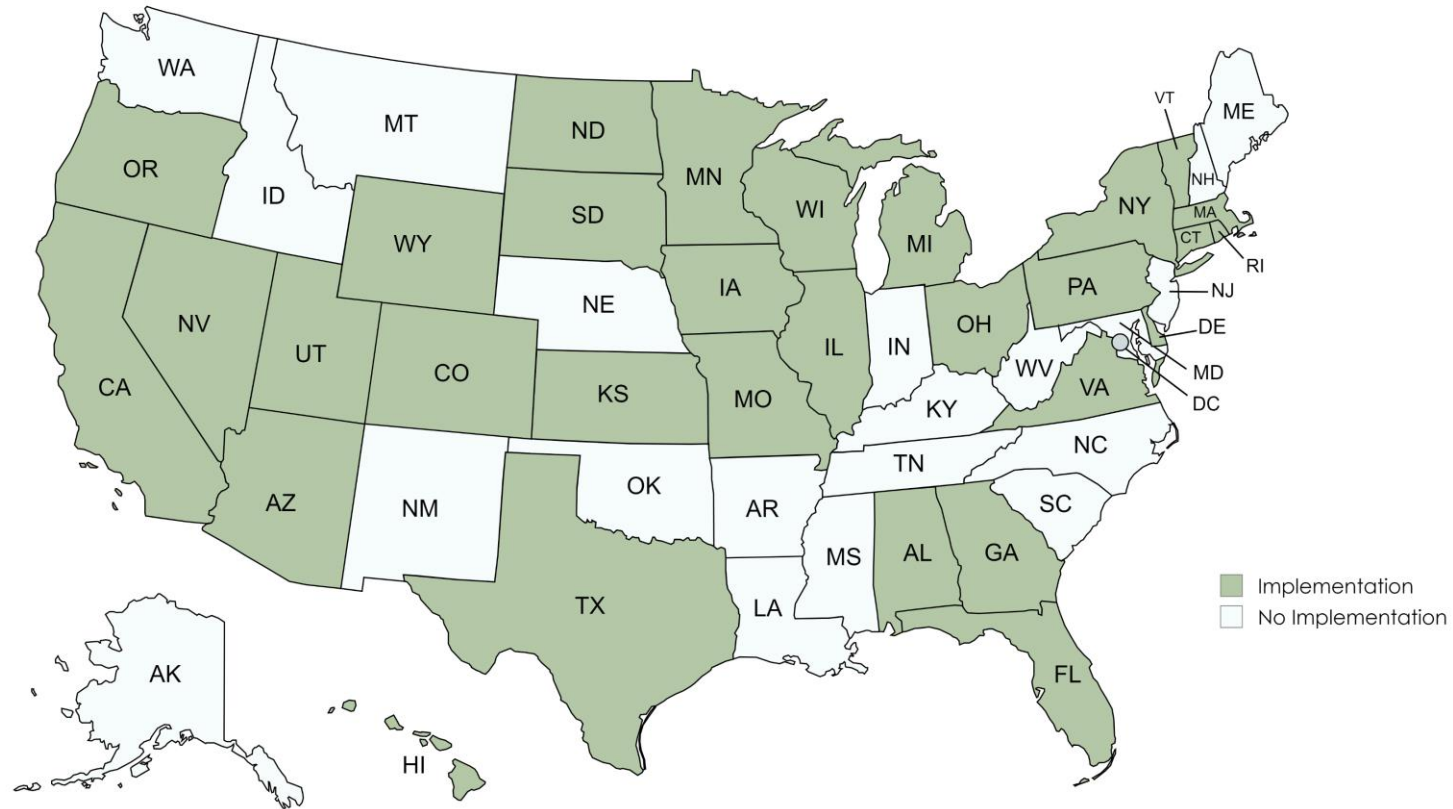 WA
MT
ND
MN
OR
ID
SD
WI
MI
VT
ME
NH
NY
MA
CT
RI
WY
NE
IA
PA
NJ
NV
UT
CO
KS
MO
IL
IN
OH
WV
VA
DE
MD
DC
CA
KY
NC
TN
SC
AZ
NM
OK
AR
MS
AL
GA
TX
LA
FL
AK
HI
Implementation
No Implementation